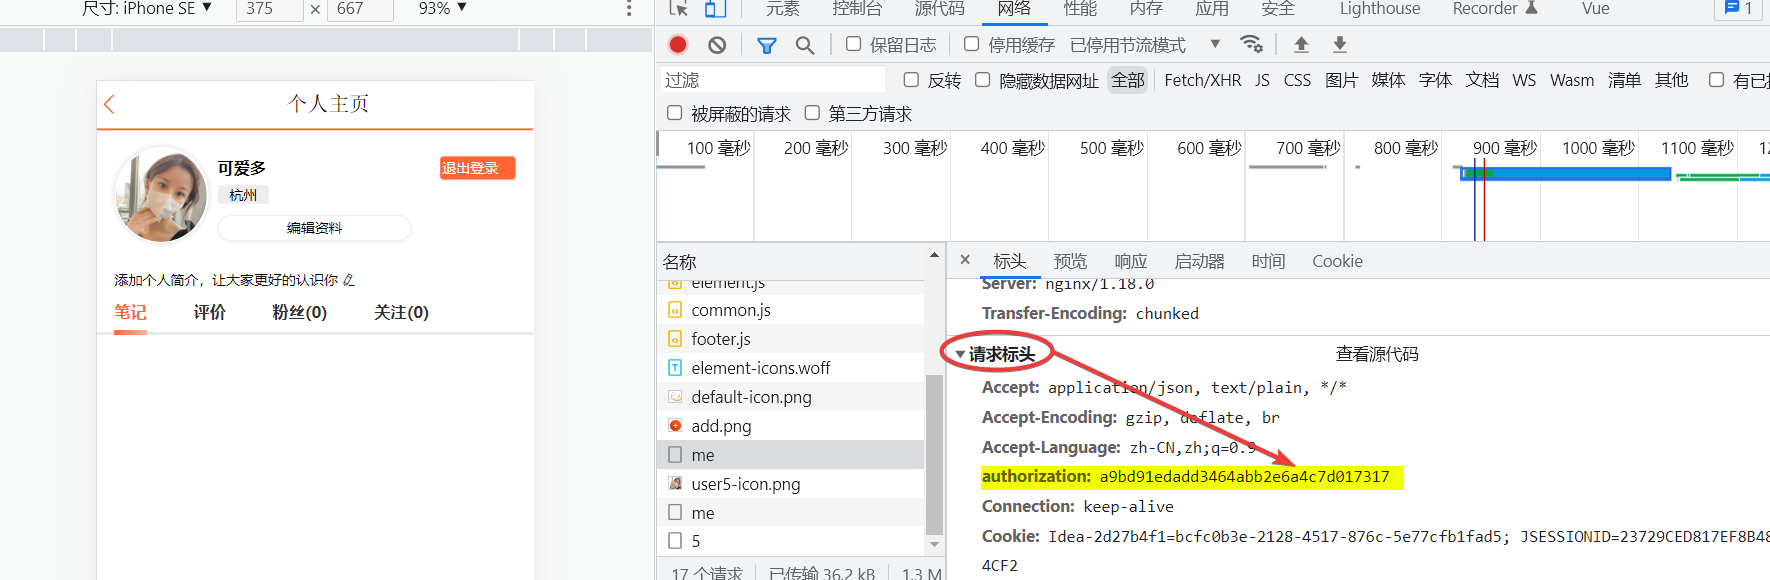 尺寸: iPhone SE ▼ 375 × 667 93% ▼
个人主页
可爱多
退出登录
杭州
编辑资料
添加个人简介，让大家更好的认识你
笔记 评价 粉丝(0) 关注(0)
元素 控制台 源代码 网络 性能 内存 应用 安全 Lighthouse Recorder Vue 1
保留日志 停用缓存 已停用节流模式 ▼
过滤 反转 隐藏数据网址 全部 Fetch/XHR JS CSS 图片 媒体 字体 文档 WS Wasm 清单 其他
被屏蔽的请求 第三方请求
100 毫秒 200 毫秒 300 毫秒 400 毫秒 500 毫秒 600 毫秒 700 毫秒 800 毫秒 900 毫秒 1000 毫秒 1100 毫秒
名称
element.js
common.js
footer.js
element-icons.woff
default-icon.png
add.png
me
user5-icon.png
me
5
17 个请求 已传输 36.2 kB 1.3 M
× 标头 预览 响应 启动器 时间 Cookie
Server: nginx/1.18.0
Transfer-Encoding: chunked
▼请求标头 查看源代码
Accept: application/json, text/plain, */*
Accept-Encoding: gzip, deflate, br
Accept-Language: zh-CN,zh;q=0.9
authorization: a9bd91edadd3464abb2e6a4c7d017317
Connection: keep-alive
Cookie: Idea-2d27b4f1=bcfc0b3e-2128-4517-876c-5e77cfb1fad5; JSESSIONID=23729CED817EF8B48
4CF2